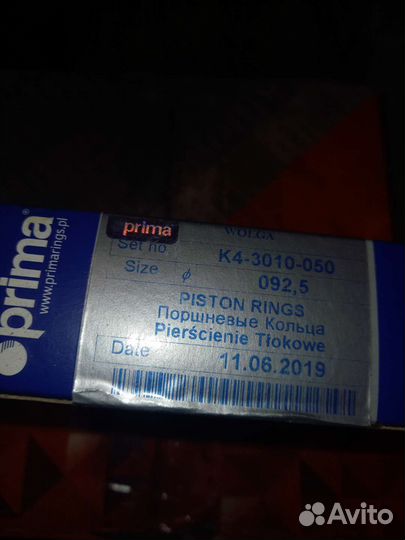 prima®
www.primarings.pl
prima
WOLGA
Set no K4-3010-050
Size ϕ 092,5
PISTON RINGS
Поршневые Кольца
Pierścienie Tłokowe
Date 11.06.2019
Avito